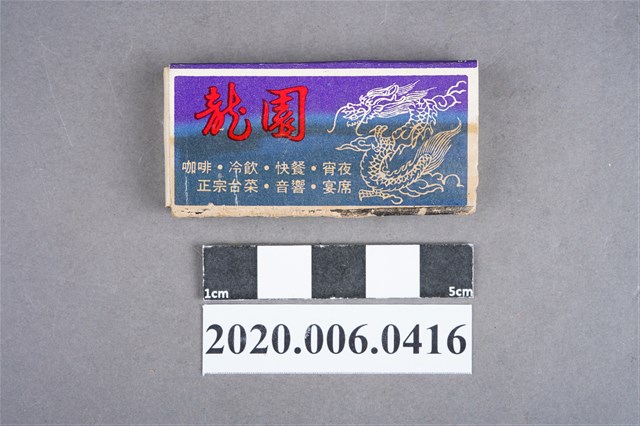 龍園
咖啡・冷飲・快餐・宵夜
正宗台菜・音響・宴席
1cm 5cm
2020.006.0416